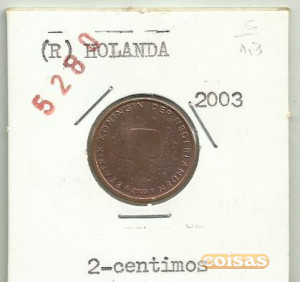 (R) HOLANDA
5280
2003
BEATRIX KONINGIN DER NEDERLANDEN
2-centimos
coisas